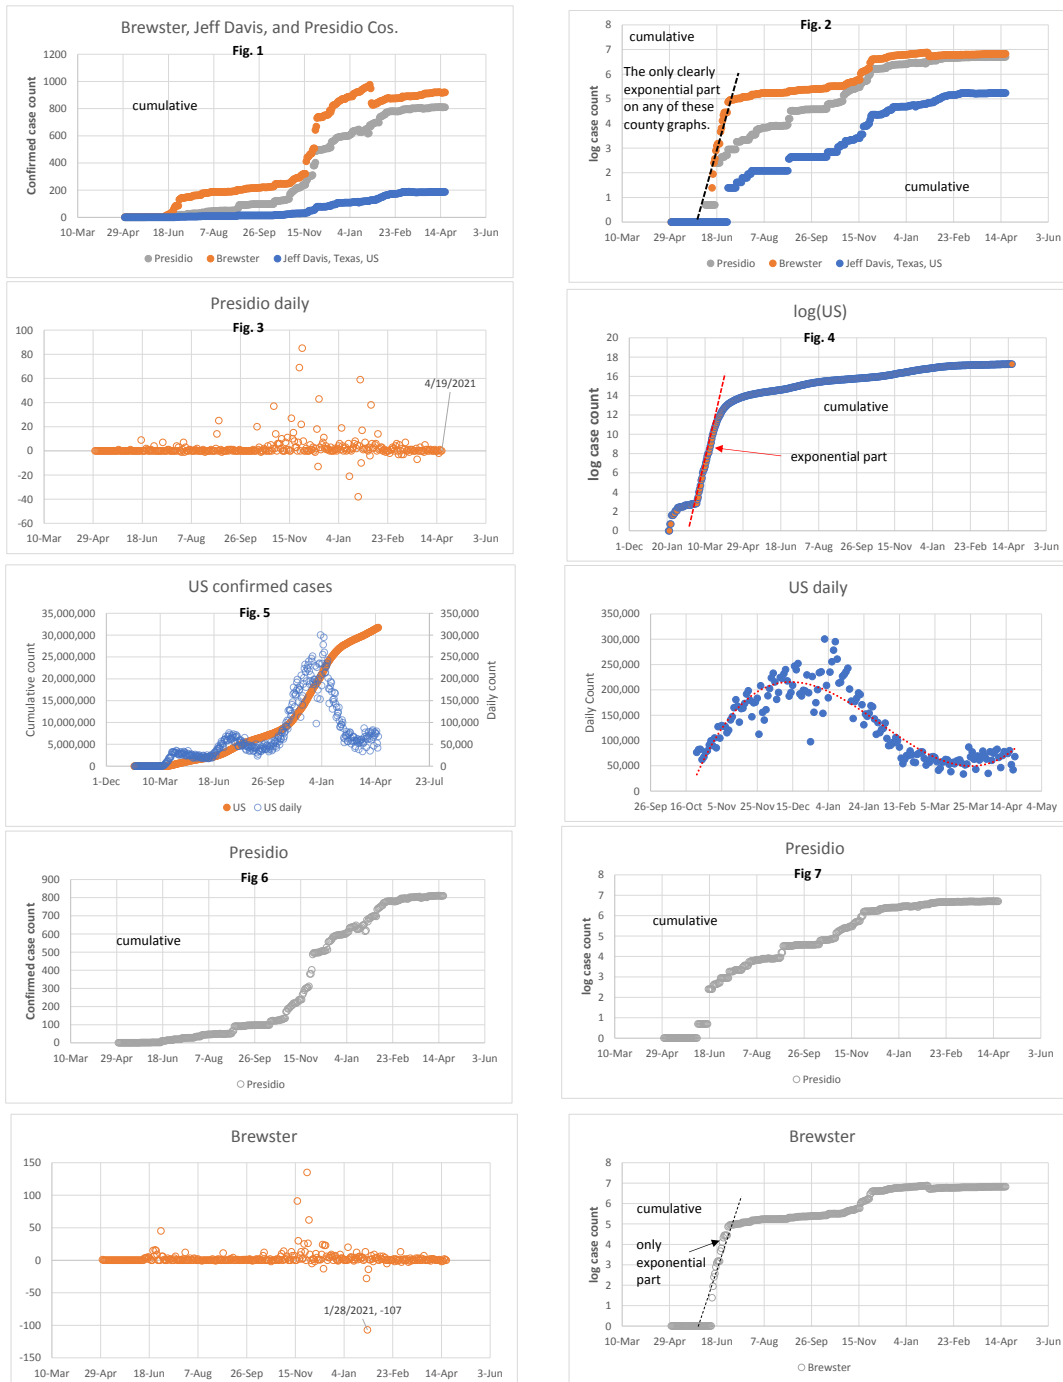 Brewster, Jeff Davis, and Presidio Cos.
Fig. 1
cumulative
Confirmed case count
1200
1000
800
600
400
200
0
10-Mar 29-Apr 18-Jun 7-Aug 26-Sep 15-Nov 4-Jan 23-Feb 14-Apr 3-Jun
Presidio Brewster Jeff Davis, Texas, US
Fig. 2
cumulative
The only clearly
exponential part
on any of these
county graphs.
cumulative
log case count
8
7
6
5
4
3
2
1
0
10-Mar 29-Apr 18-Jun 7-Aug 26-Sep 15-Nov 4-Jan 23-Feb 14-Apr 3-Jun
Presidio Brewster Jeff Davis, Texas, US
Presidio daily
Fig. 3
4/19/2021
100
80
60
40
20
0
-20
-40
-60
10-Mar 29-Apr 18-Jun 7-Aug 26-Sep 15-Nov 4-Jan 23-Feb 14-Apr 3-Jun
log(US)
Fig. 4
cumulative
exponential part
log case count
20
18
16
14
12
10
8
6
4
2
0
1-Dec 20-Jan 10-Mar 29-Apr 18-Jun 7-Aug 26-Sep 15-Nov 4-Jan 23-Feb 14-Apr 3-Jun
US confirmed cases
Fig. 5
Cumulative count
35,000,000
30,000,000
25,000,000
20,000,000
15,000,000
10,000,000
5,000,000
0
350,000
300,000
250,000
200,000
150,000
100,000
50,000
0
Daily count
1-Dec 10-Mar 18-Jun 26-Sep 4-Jan 14-Apr 23-Jul
US US daily
US daily
Daily Count
350,000
300,000
250,000
200,000
150,000
100,000
50,000
0
26-Sep 16-Oct 5-Nov 25-Nov 15-Dec 4-Jan 24-Jan 13-Feb 5-Mar 25-Mar 14-Apr 4-May
Presidio
Fig 6
cumulative
Confirmed case count
900
800
700
600
500
400
300
200
100
0
10-Mar 29-Apr 18-Jun 7-Aug 26-Sep 15-Nov 4-Jan 23-Feb 14-Apr 3-Jun
Presidio
Presidio
Fig 7
cumulative
log case count
7
6
5
4
3
2
1
0
10-Mar 29-Apr 18-Jun 7-Aug 26-Sep 15-Nov 4-Jan 23-Feb 14-Apr 3-Jun
Presidio
Brewster
150
100
50
0
-50
-100
-150
1/28/2021, -107
10-Mar 29-Apr 18-Jun 7-Aug 26-Sep 15-Nov 4-Jan 23-Feb 14-Apr 3-Jun
Brewster
cumulative
only
exponential
part
log case count
8
7
6
5
4
3
2
1
0
10-Mar 29-Apr 18-Jun 7-Aug 26-Sep 15-Nov 4-Jan 23-Feb 14-Apr 3-Jun
Brewster